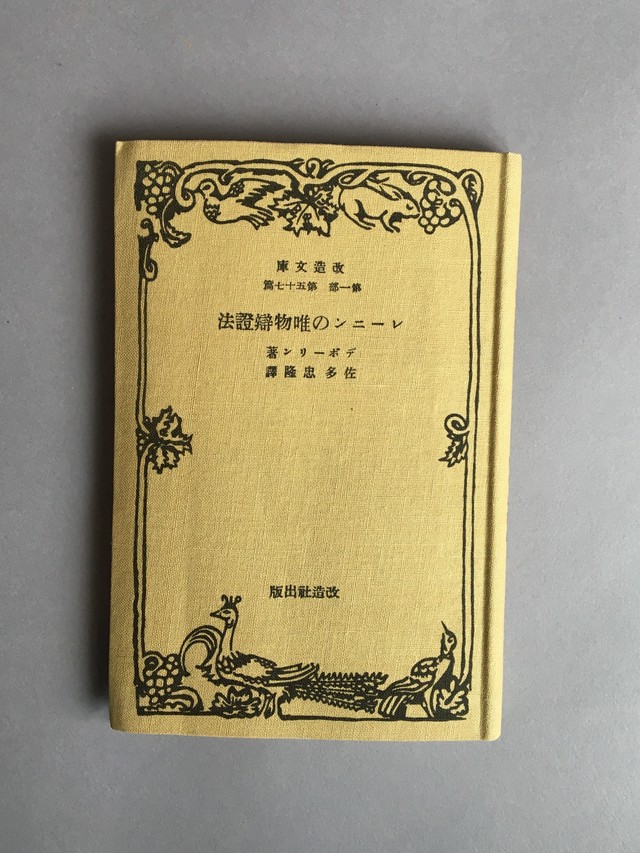 改造文庫
第一部 第五十七篇
レーニンの唯物辯證法
デボーリン著
佐多忠隆譯
改造社出版